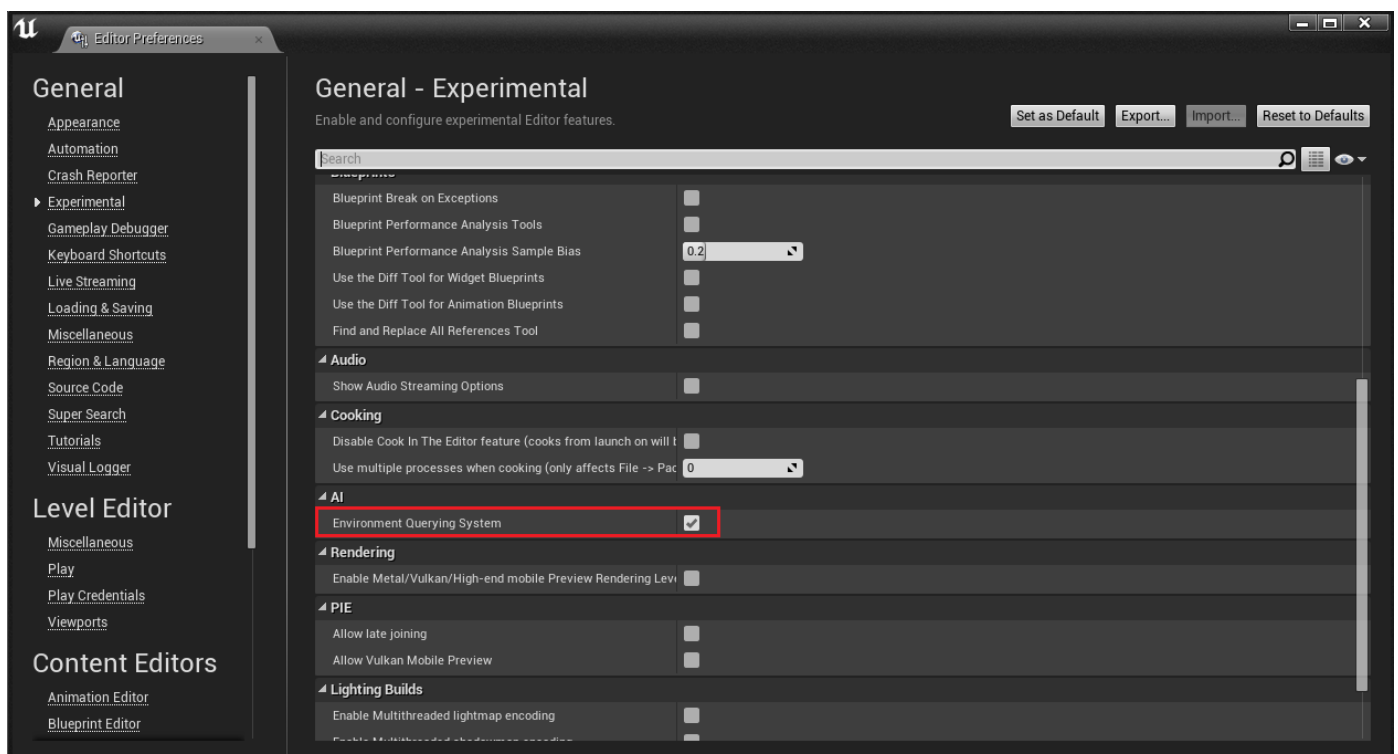 Editor Preferences
General
Appearance
Automation
Crash Reporter
Experimental
Gameplay Debugger
Keyboard Shortcuts
Live Streaming
Loading & Saving
Miscellaneous
Region & Language
Source Code
Super Search
Tutorials
Visual Logger
Level Editor
Miscellaneous
Play
Play Credentials
Viewports
Content Editors
Animation Editor
Blueprint Editor
General - Experimental
Enable and configure experimental Editor features.
Set as Default Export... Import... Reset to Defaults
Search
Blueprints
Blueprint Break on Exceptions
Blueprint Performance Analysis Tools
Blueprint Performance Analysis Sample Bias 0.2
Use the Diff Tool for Widget Blueprints
Use the Diff Tool for Animation Blueprints
Find and Replace All References Tool
Audio
Show Audio Streaming Options
Cooking
Disable Cook In The Editor feature (cooks from launch on will b
Use multiple processes when cooking (only affects File -> Pac 0
AI
Environment Querying System
Rendering
Enable Metal/Vulkan/High-end mobile Preview Rendering Leve
PIE
Allow late joining
Allow Vulkan Mobile Preview
Lighting Builds
Enable Multithreaded lightmap encoding
Enable Multithreaded shadowmap encoding